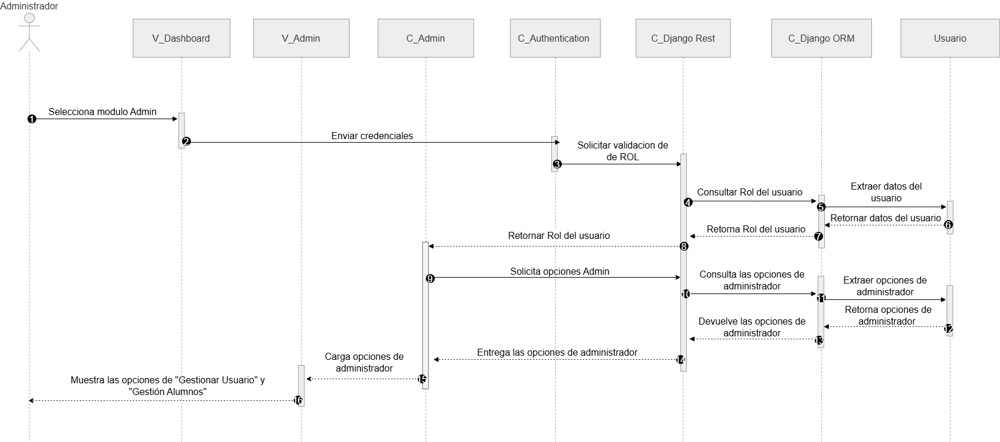 Administrador
V_Dashboard
V_Admin
C_Admin
C_Authentication
C_Django Rest
C_Django ORM
Usuario
Selecciona modulo Admin
1
2
Enviar credenciales
Solicitar validacion de
de ROL
3
Consultar Rol del usuario
4
Extraer datos del
usuario
5
Retornar datos del usuario
6
Retorna Rol del usuario
7
Retornar Rol del usuario
8
Solicita opciones Admin
9
Consulta las opciones de
administrador
10
Extraer opciones de
administrador
11
Retorna opciones de
administrador
12
Devuelve las opciones de
administrador
13
Entrega las opciones de administrador
14
Carga opciones de
administrador
15
Muestra las opciones de "Gestionar Usuario" y
"Gestión Alumnos"
16